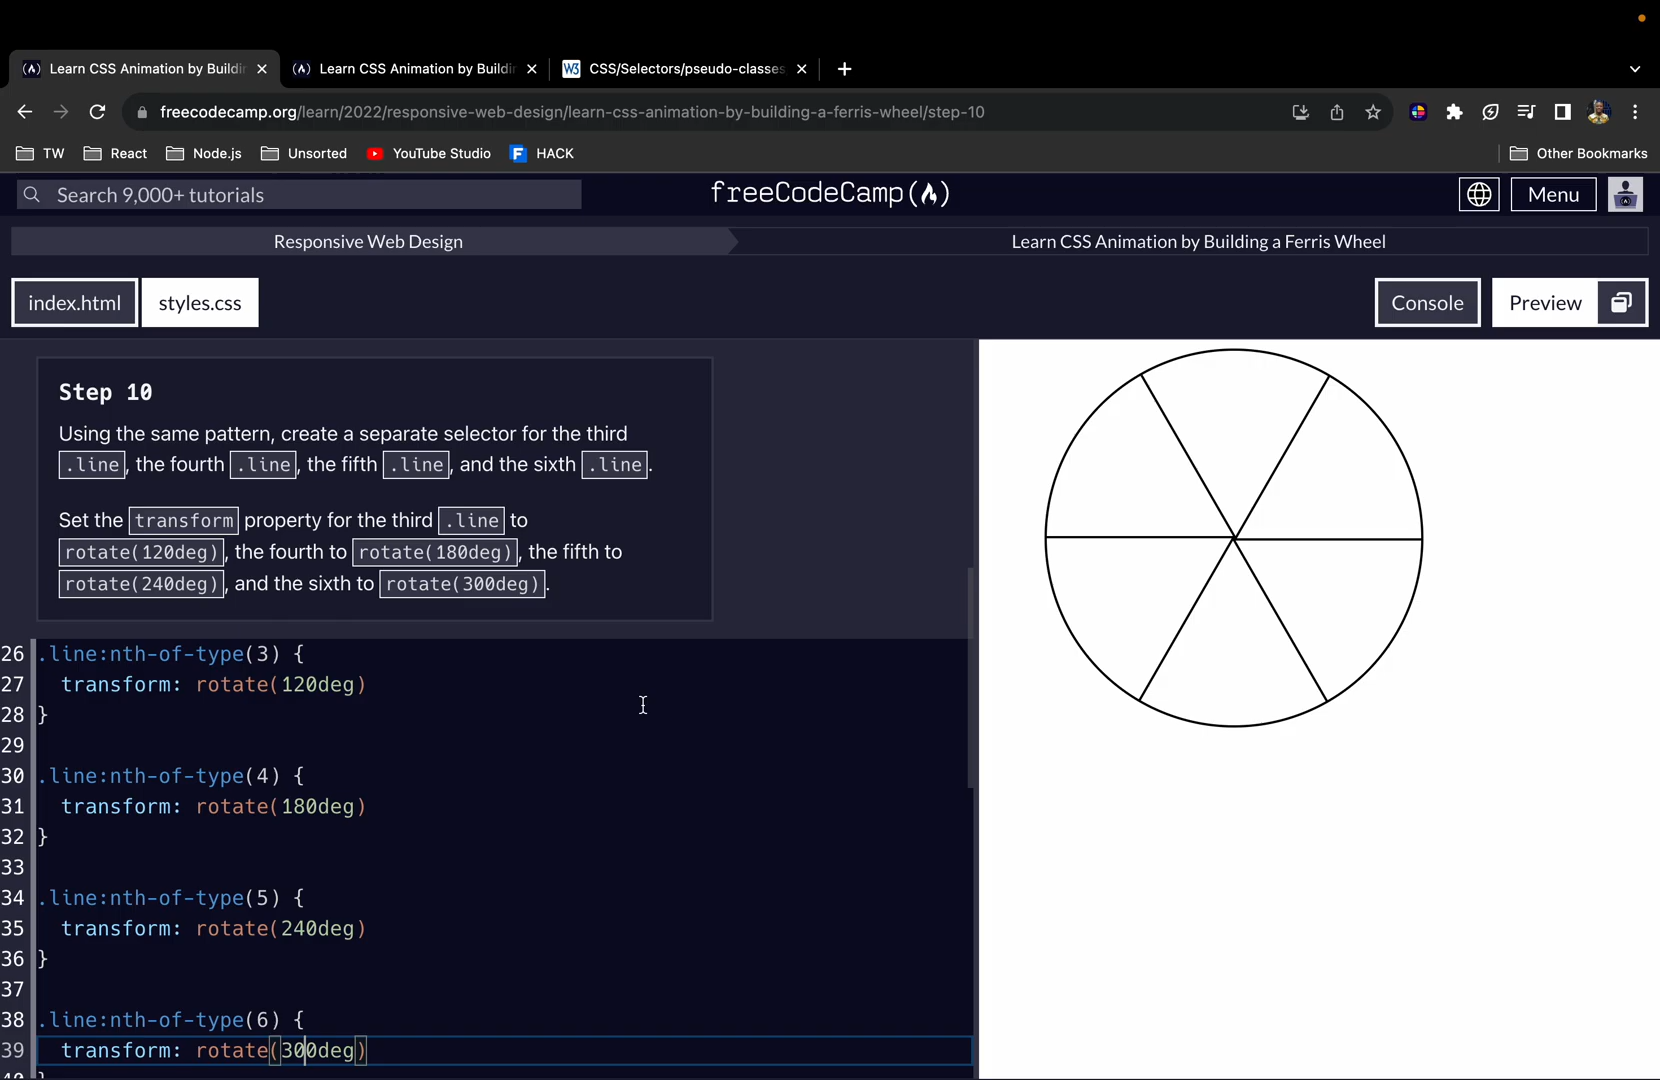 Learn CSS Animation by Buildin
Learn CSS Animation by Buildin
CSS/Selectors/pseudo-classes
freecodecamp.org/learn/2022/responsive-web-design/learn-css-animation-by-building-a-ferris-wheel/step-10
TW React Node.js Unsorted YouTube Studio F HACK Other Bookmarks
Search 9,000+ tutorials freeCodeCamp Menu
Responsive Web Design Learn CSS Animation by Building a Ferris Wheel
index.html styles.css Console Preview
Step 10
Using the same pattern, create a separate selector for the third
.line, the fourth .line, the fifth .line, and the sixth .line.
Set the transform property for the third .line to
rotate(120deg), the fourth to rotate(180deg), the fifth to
rotate(240deg), and the sixth to rotate(300deg).
26 .line:nth-of-type(3) {
27 transform: rotate(120deg)
28 }
29
30 .line:nth-of-type(4) {
31 transform: rotate(180deg)
32 }
33
34 .line:nth-of-type(5) {
35 transform: rotate(240deg)
36 }
37
38 .line:nth-of-type(6) {
39 transform: rotate(300deg)